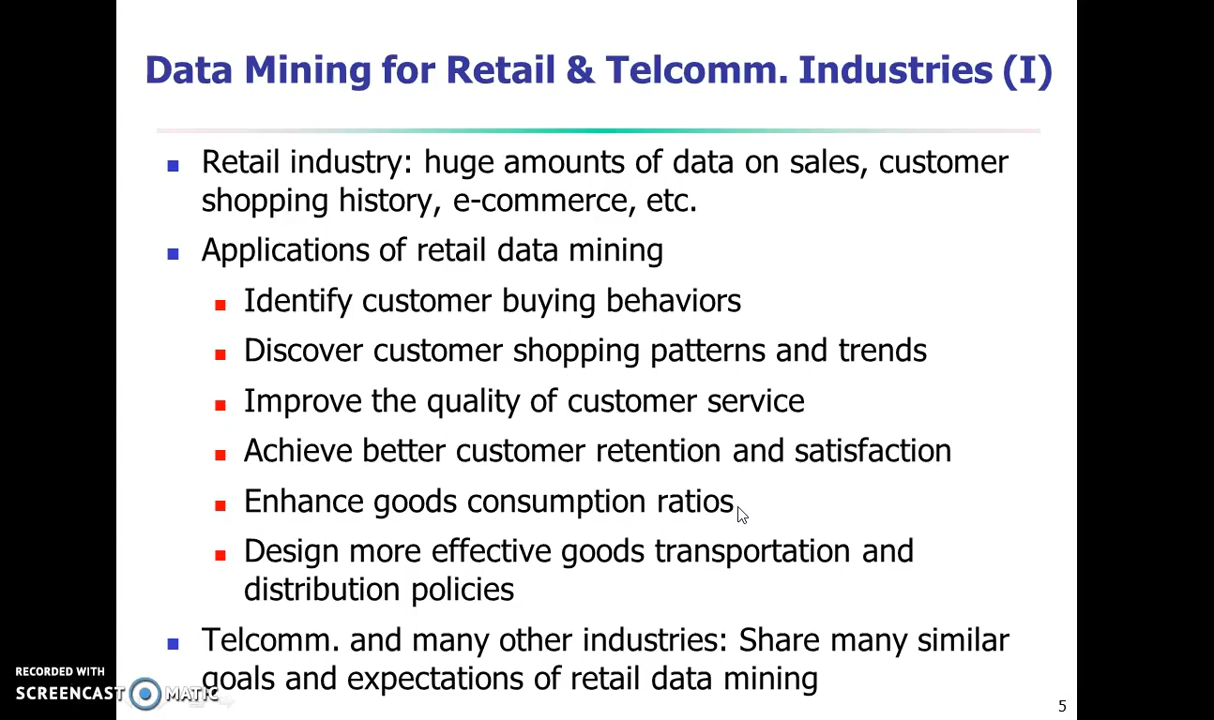 Data Mining for Retail & Telcomm. Industries (I)
Retail industry: huge amounts of data on sales, customer
shopping history, e-commerce, etc.
Applications of retail data mining
Identify customer buying behaviors
Discover customer shopping patterns and trends
Improve the quality of customer service
Achieve better customer retention and satisfaction
Enhance goods consumption ratios
Design more effective goods transportation and
distribution policies
Telcomm. and many other industries: Share many similar
goals and expectations of retail data mining
RECORDED WITH
SCREENCAST MATIC
5